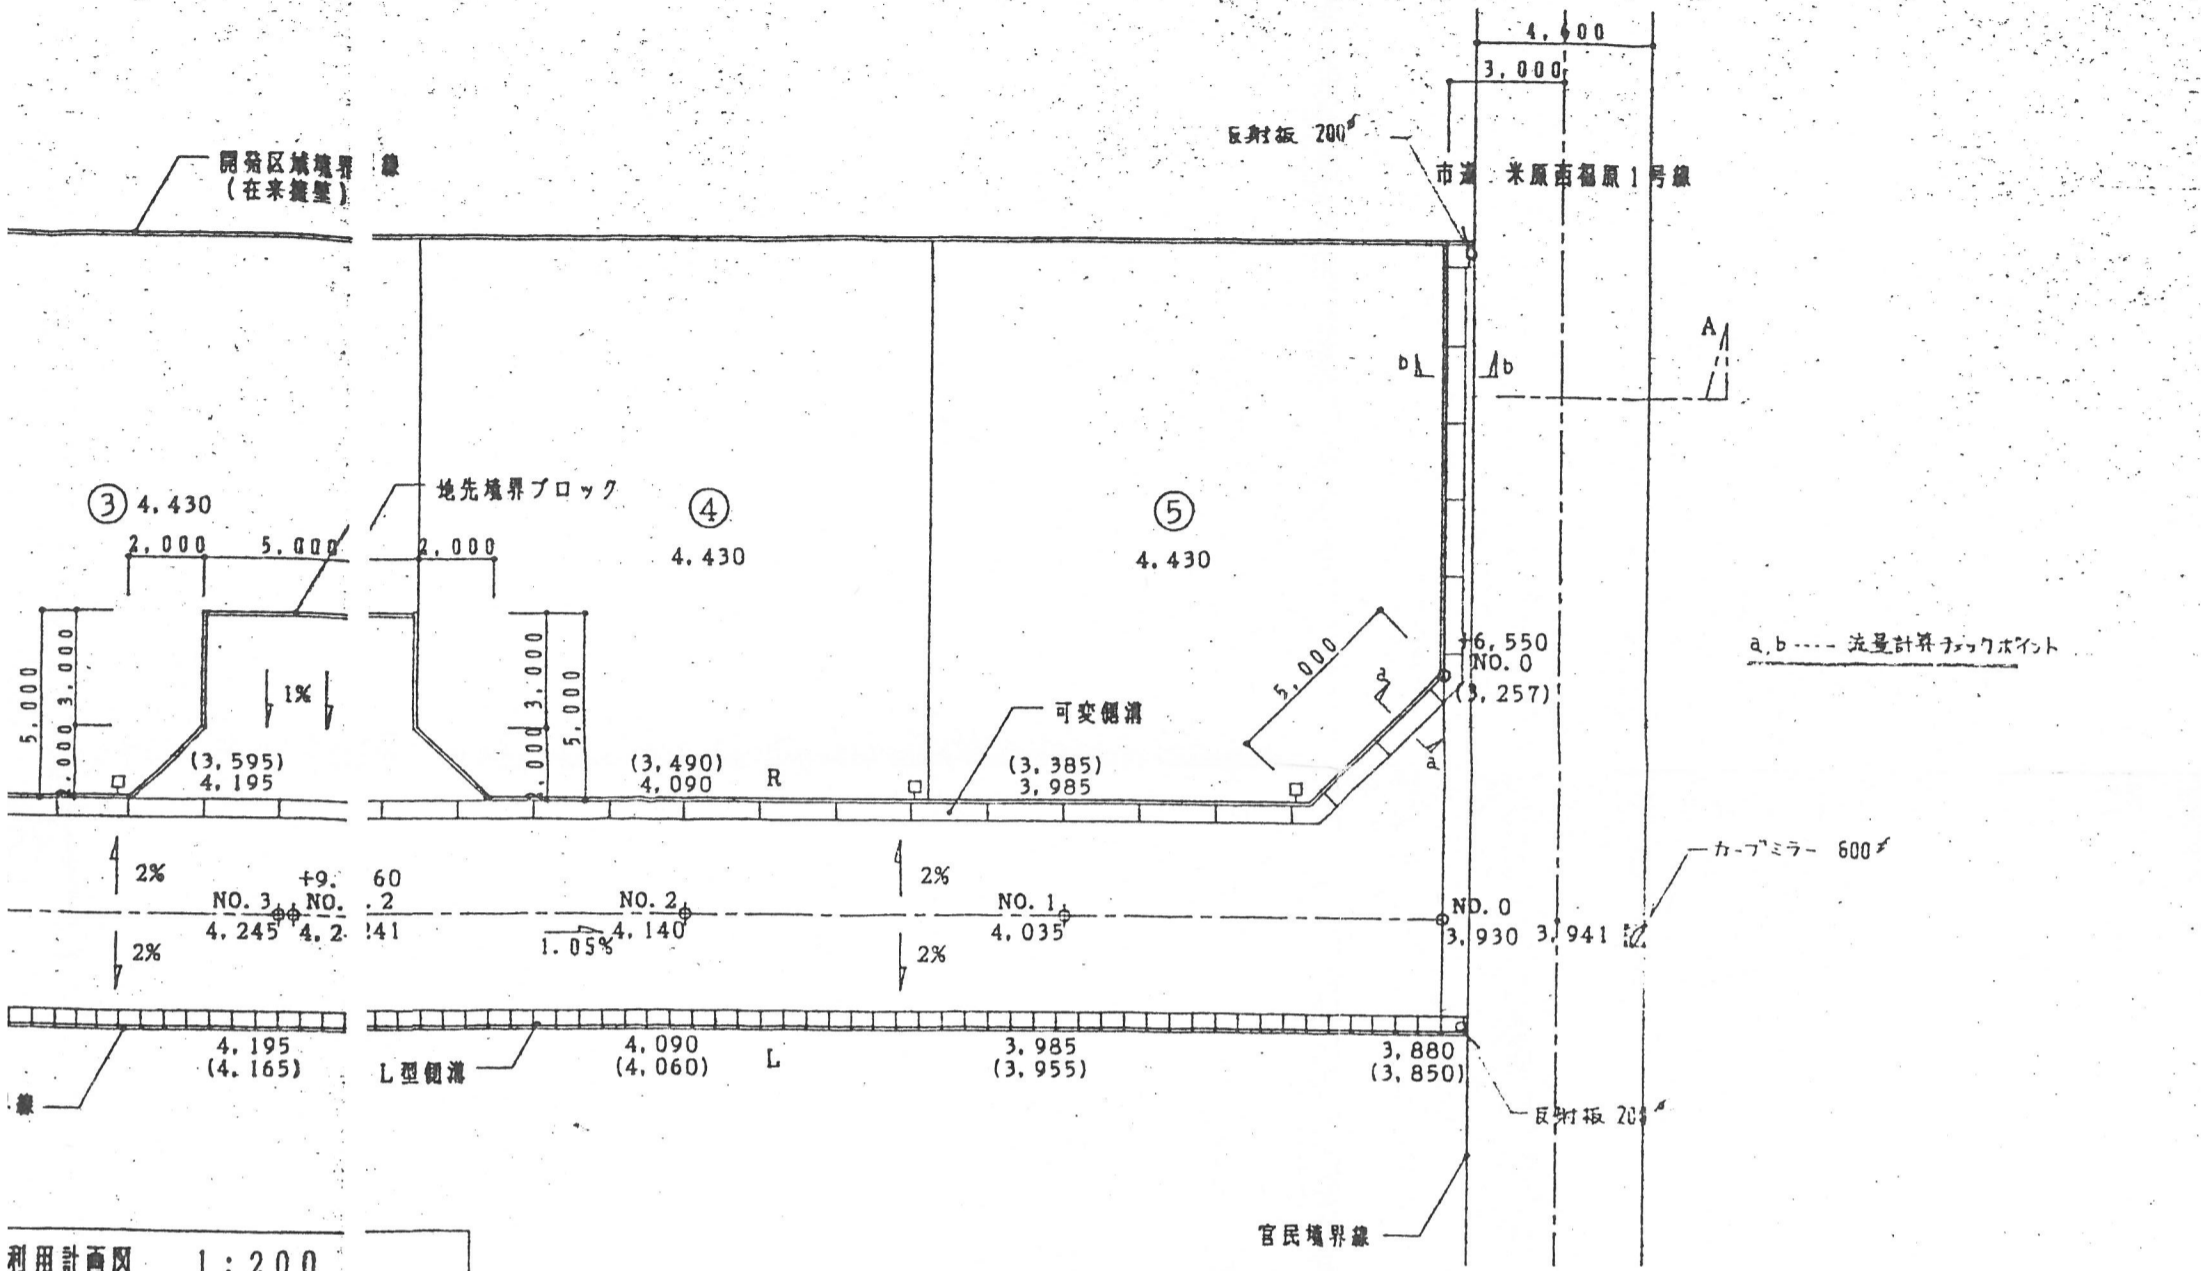 4,600
3,000
反射板 200∮
市道 米原西福原1号線
開発区域境界線
(在来擁壁)
A
b
b
③ 4.430
地先境界ブロック
④
4.430
⑤
4.430
2,000
5,000
2,000
5,000
3,000
2,000
1%
3,000
5,000
2,000
5,000
+6,550
NO.0
(3,257)
a
a
a,b ---- 流量計算チェックポイント
可変側溝
(3,595)
4,195
(3,490)
4,090
R
(3,385)
3,985
2%
+9. 60
NO. .2
4.2 241
NO.3
4,245
NO.2
4,140
1.05%
2%
NO.1
4,035
NO.0
3,930
3,941
カーブミラー 600∮
2%
2%
4,195
(4,165)
L型側溝
4,090
(4,060)
L
3,985
(3,955)
3,880
(3,850)
線
反射板 200∮
官民境界線
利用計画図 1:200